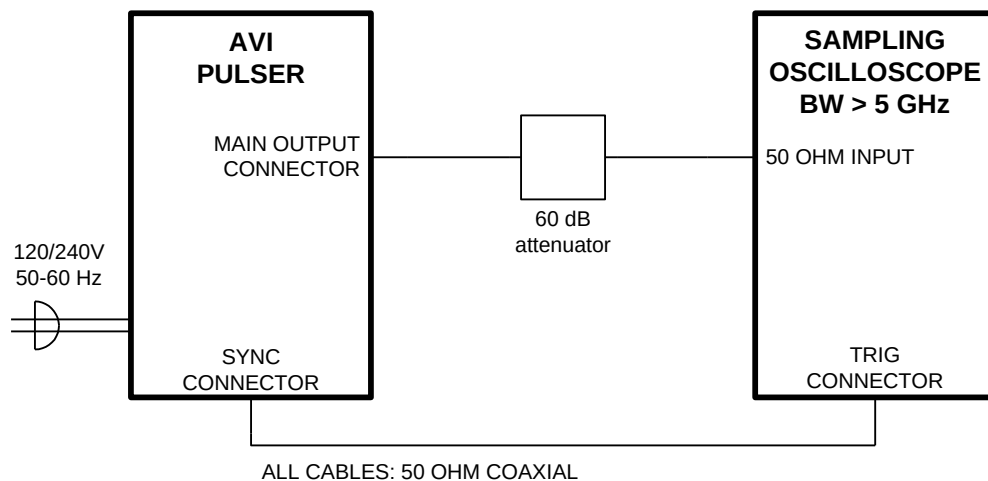 AVI
PULSER
MAIN OUTPUT
CONNECTOR
SYNC
CONNECTOR
120/240V
50-60 Hz
60 dB
attenuator
SAMPLING
OSCILLOSCOPE
BW > 5 GHz
50 OHM INPUT
TRIG
CONNECTOR
ALL CABLES: 50 OHM COAXIAL